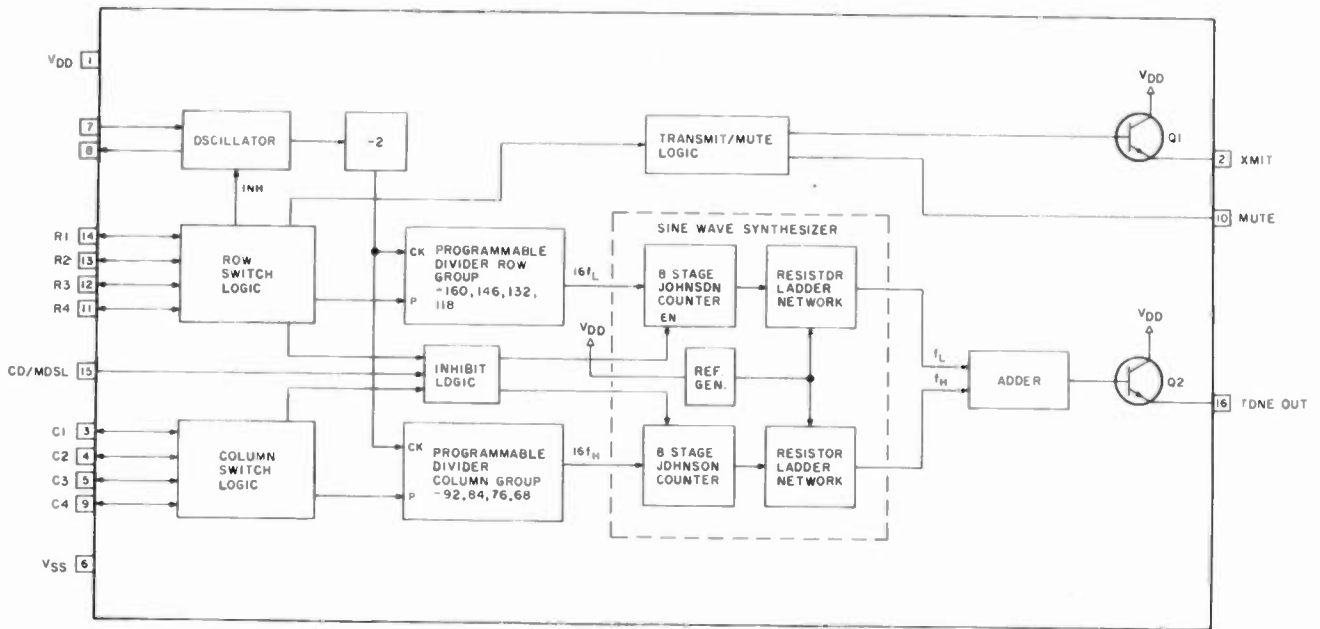 VDD 1
7
8
OSCILLATOR
-2
TRANSMIT/MUTE
LOGIC
VDD
Q1
2 XMIT
10 MUTE
INH
R1 14
R2 13
R3 12
R4 11
ROW
SWITCH
LOGIC
CK
P
PROGRAMMABLE
DIVIDER ROW
GROUP
-160, 146, 132,
118
16fL
SINE WAVE SYNTHESIZER
8 STAGE
JOHNSON
COUNTER
EN
RESISTOR
LADDER
NETWORK
VDD
REF.
GEN.
CD/MDSL 15
INHIBIT
LOGIC
fL
fH
ADDER
VDD
Q2
16 TONE OUT
C1 3
C2 4
C3 5
C4 9
COLUMN
SWITCH
LOGIC
CK
P
PROGRAMMABLE
DIVIDER
COLUMN GROUP
-92, 84, 76, 68
16fH
8 STAGE
JOHNSON
COUNTER
RESISTOR
LADDER
NETWORK
VSS 6